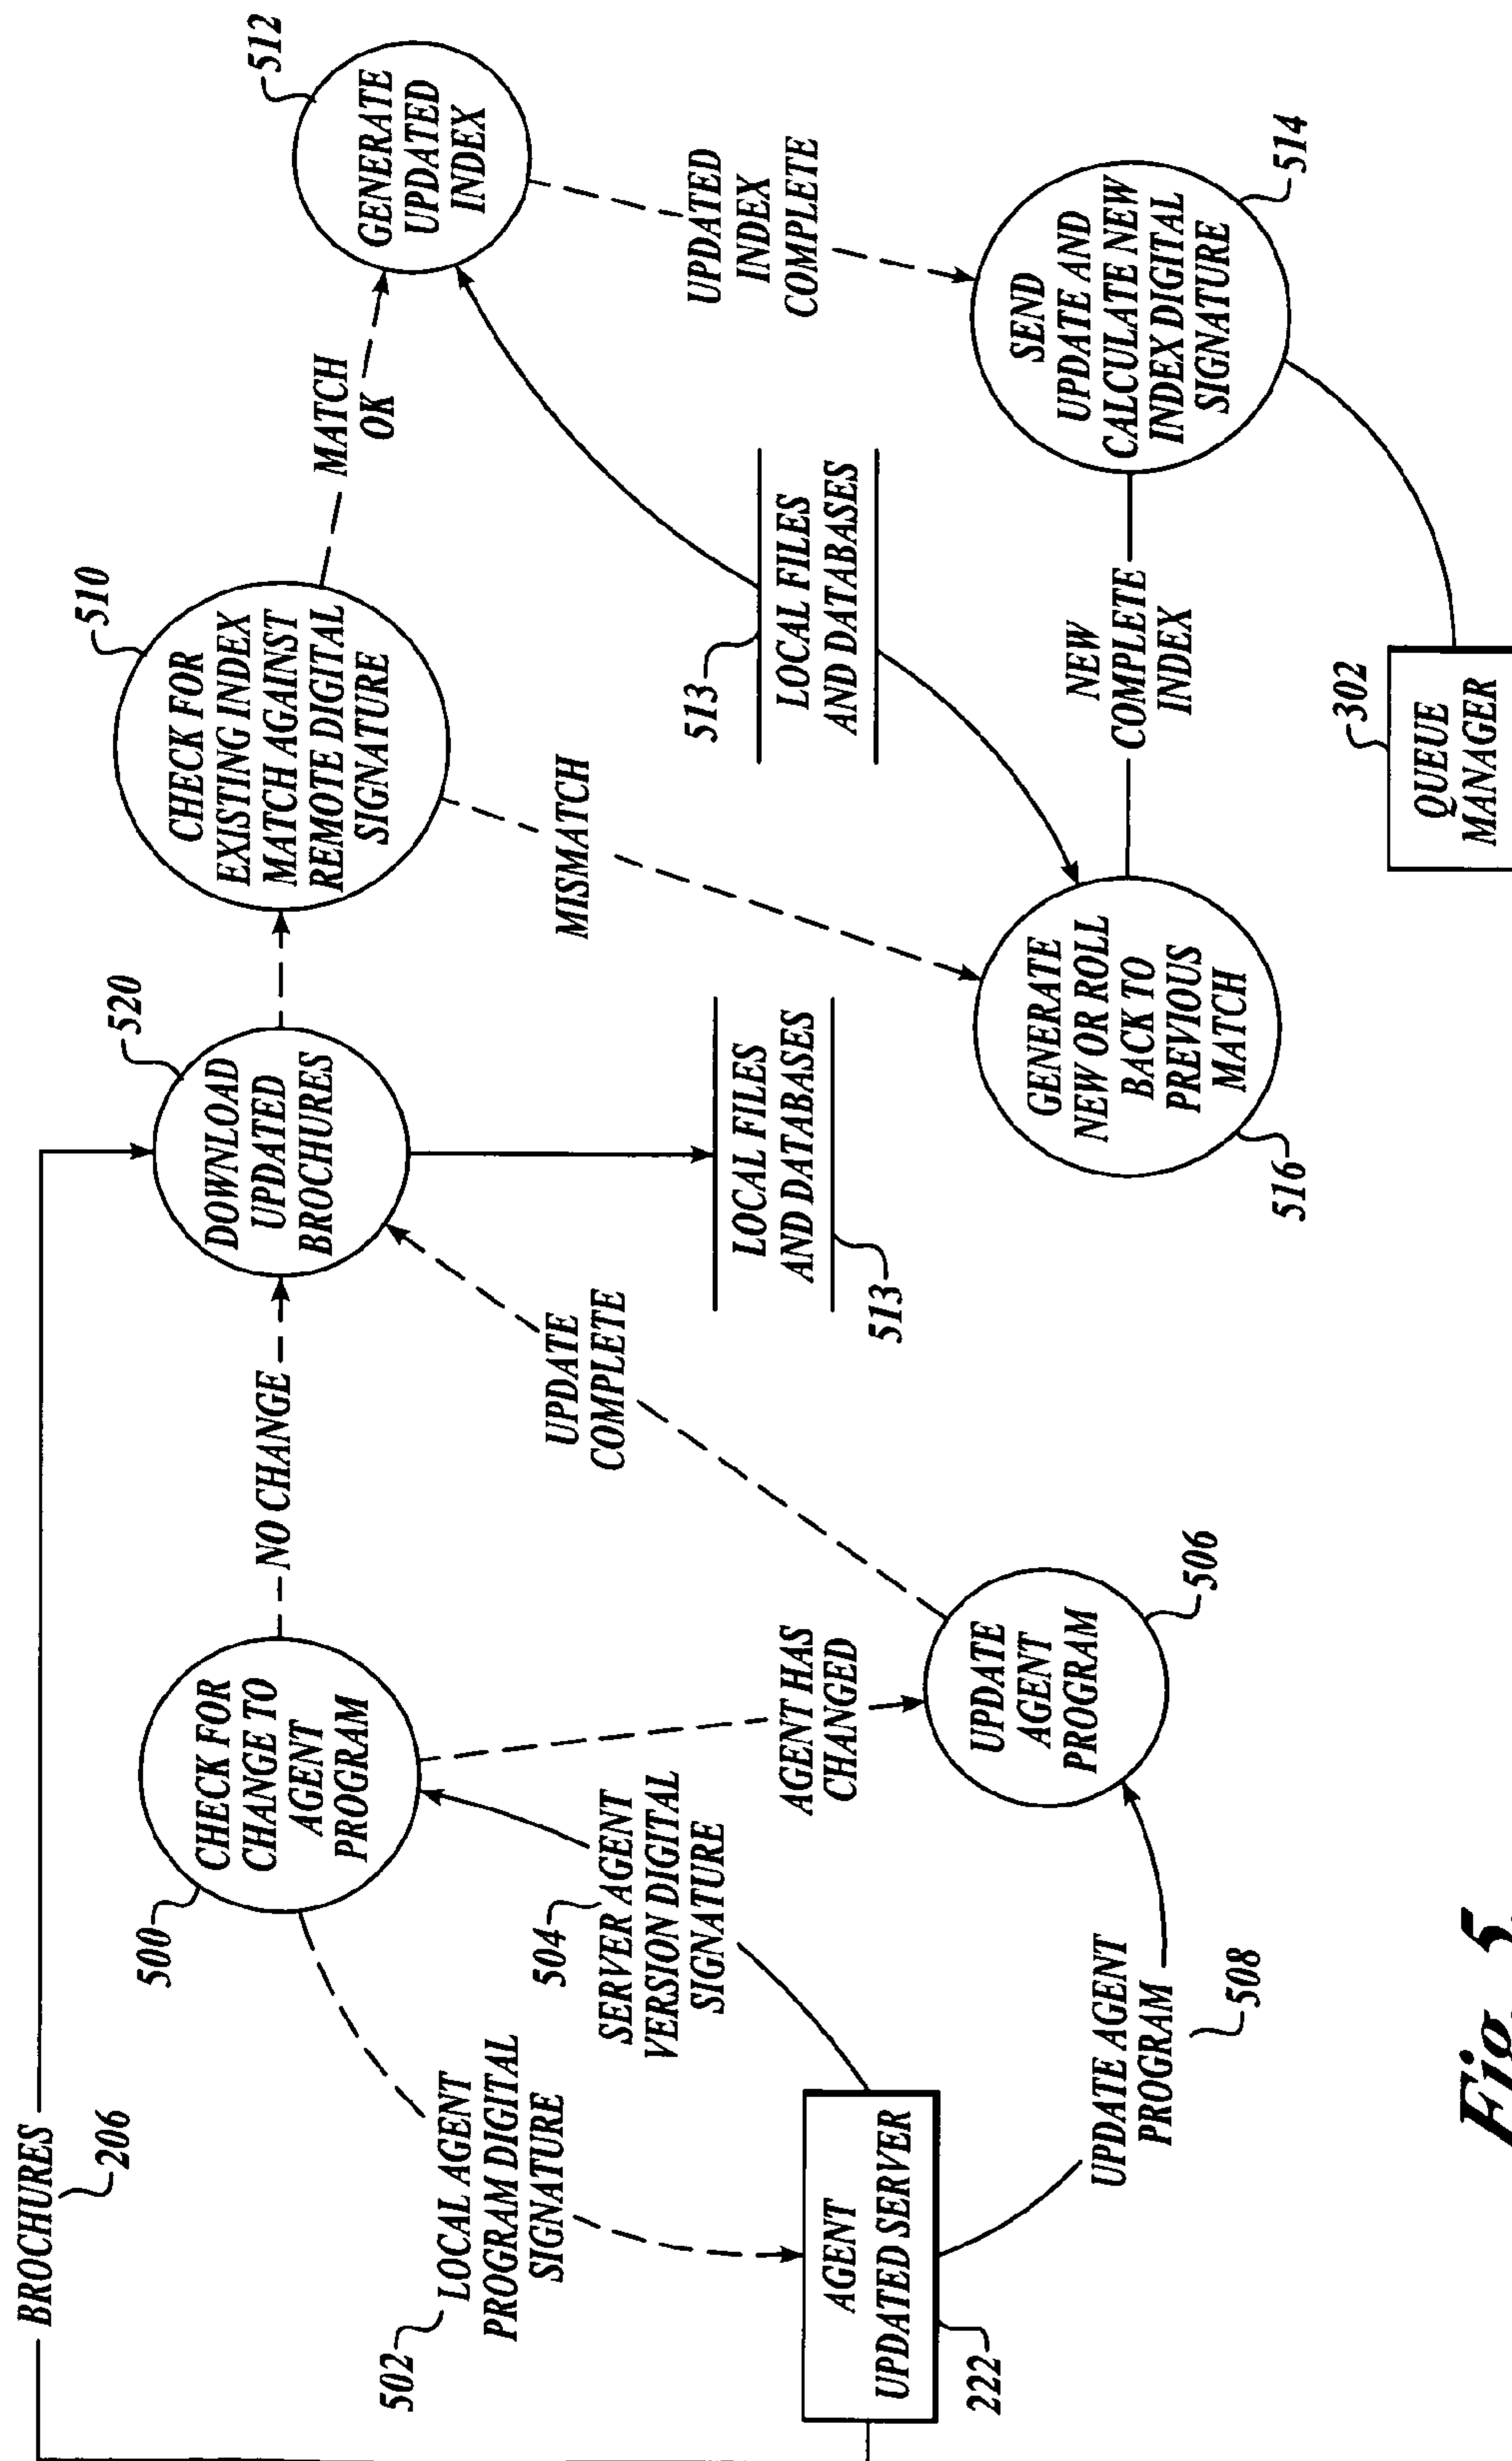 BROCHURES
206
500
CHECK FOR
CHANGE TO
AGENT
PROGRAM
NO CHANGE
520
DOWNLOAD
UPDATED
BROCHURES
510
CHECK FOR
EXISTING INDEX
MATCH AGAINST
REMOTE DIGITAL
SIGNATURE
MATCH
OK
512
GENERATE
UPDATED
INDEX
502
LOCAL AGENT
PROGRAM DIGITAL
SIGNATURE
504
SERVER AGENT
VERSION DIGITAL
SIGNATURE
AGENT HAS
CHANGED
UPDATE
COMPLETE
LOCAL FILES
AND DATABASES
513
MISMATCH
513
LOCAL FILES
AND DATABASES
UPDATED
INDEX
COMPLETE
AGENT
UPDATED SERVER
222
UPDATE AGENT
PROGRAM
508
UPDATE
AGENT
PROGRAM
506
GENERATE
NEW OR ROLL
BACK TO
PREVIOUS
MATCH
516
NEW
COMPLETE
INDEX
SEND
UPDATE AND
CALCULATE NEW
INDEX DIGITAL
SIGNATURE
514
302
QUEUE
MANAGER
Fig. 5.